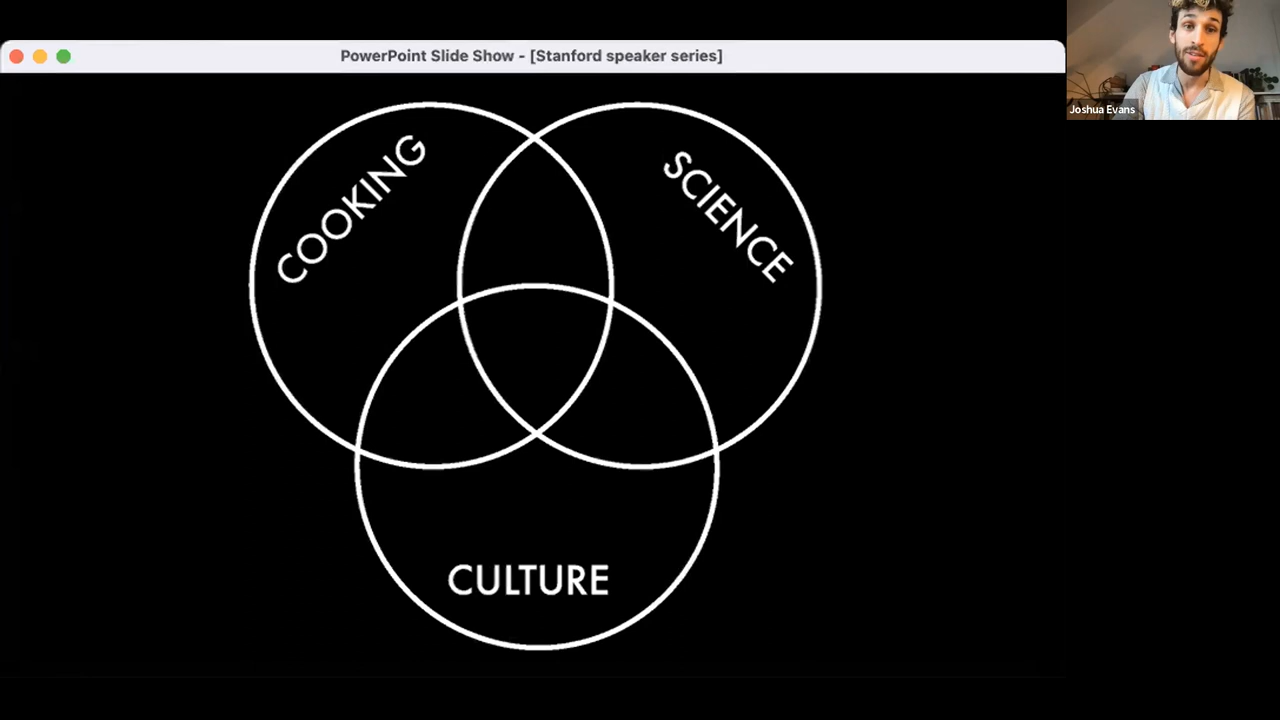 PowerPoint Slide Show - [Stanford speaker series]
Joshua Evans
COOKING
SCIENCE
CULTURE